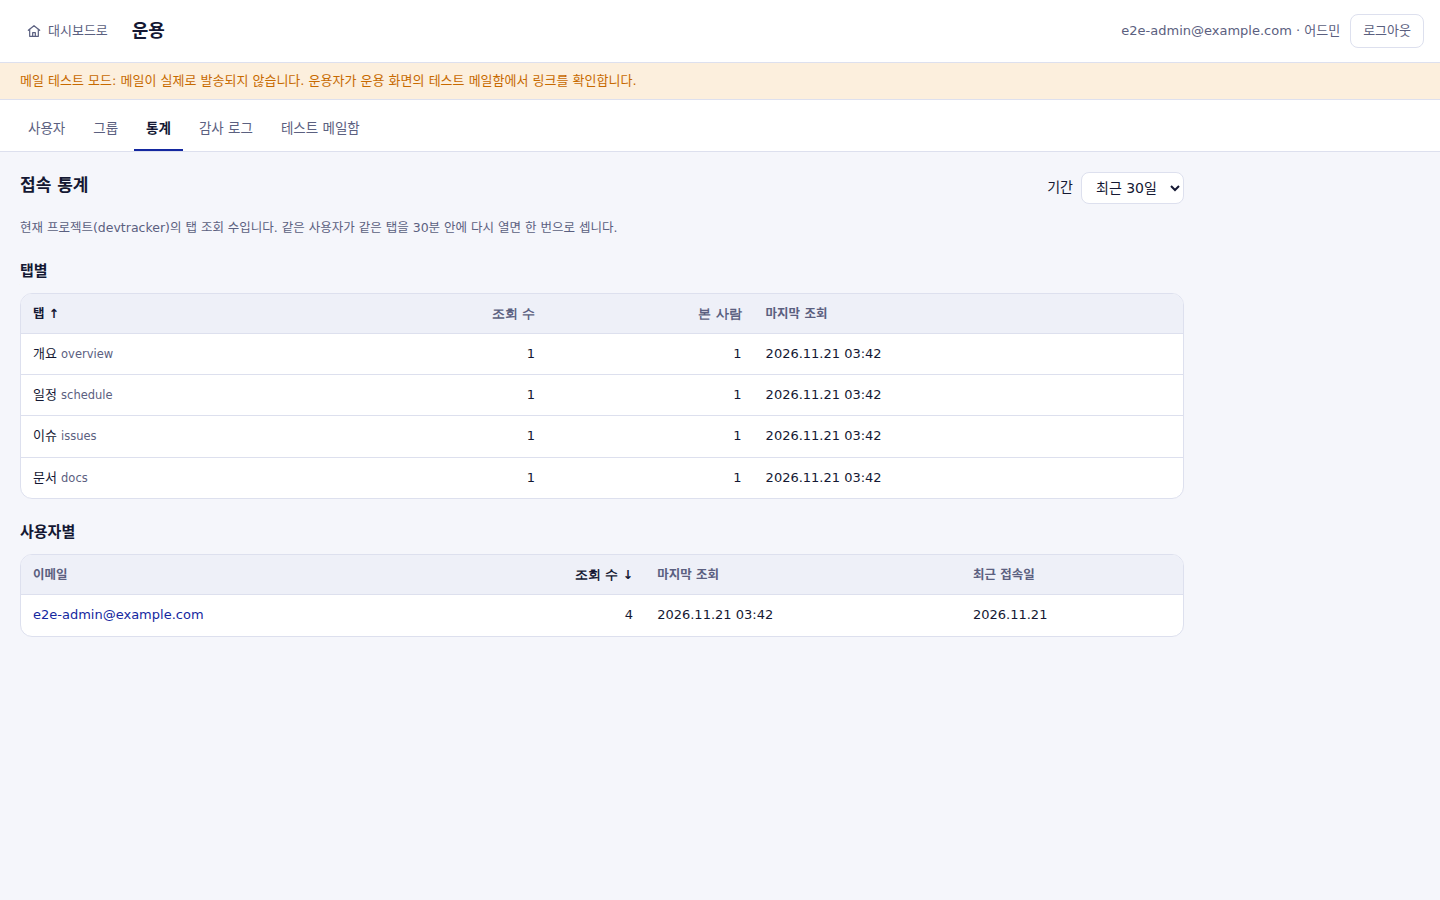 대시보드로 운용 e2e-admin@example.com · 어드민 로그아웃
메일 테스트 모드: 메일이 실제로 발송되지 않습니다. 운용자가 운용 화면의 테스트 메일함에서 링크를 확인합니다.
사용자 그룹 통계 감사 로그 테스트 메일함
접속 통계 기간 최근 30일
현재 프로젝트(devtracker)의 탭 조회 수입니다. 같은 사용자가 같은 탭을 30분 안에 다시 열면 한 번으로 셉니다.
탭별
탭 ↑ 조회 수 본 사람 마지막 조회
개요 overview 1 1 2026.11.21 03:42
일정 schedule 1 1 2026.11.21 03:42
이슈 issues 1 1 2026.11.21 03:42
문서 docs 1 1 2026.11.21 03:42
사용자별
이메일 조회 수 ↓ 마지막 조회 최근 접속일
e2e-admin@example.com 4 2026.11.21 03:42 2026.11.21